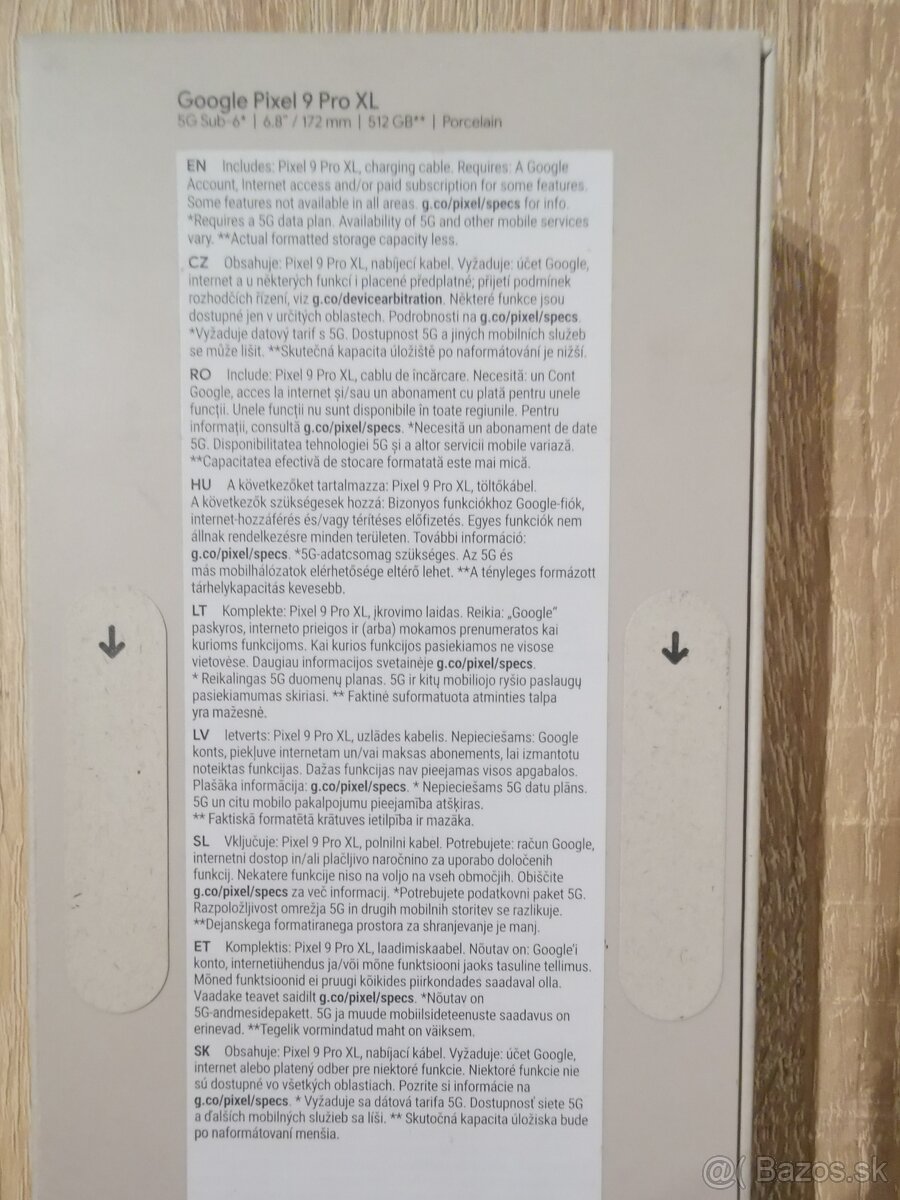 Google Pixel 9 Pro XL
5G Sub-6* | 6.8" / 172 mm | 512 GB** | Porcelain
EN Includes: Pixel 9 Pro XL, charging cable. Requires: A Google
Account, Internet access and/or paid subscription for some features.
Some features not available in all areas. g.co/pixel/specs for info.
*Requires a 5G data plan. Availability of 5G and other mobile services
vary. **Actual formatted storage capacity less.
CZ Obsahuje: Pixel 9 Pro XL, nabíjecí kabel. Vyžaduje: účet Google,
internet a u některých funkcí i placené předplatné; přijetí podmínek
rozhodčích řízení, viz g.co/devicearbitration. Některé funkce jsou
dostupné jen v určitých oblastech. Podrobnosti na g.co/pixel/specs.
*Vyžaduje datový tarif s 5G. Dostupnost 5G a jiných mobilních služeb
se může lišit. **Skutečná kapacita úložiště po naformátování je nižší.
RO Include: Pixel 9 Pro XL, cablu de încărcare. Necesită: un Cont
Google, acces la internet și/sau un abonament cu plată pentru unele
funcții. Unele funcții nu sunt disponibile în toate regiunile. Pentru
informații, consultă g.co/pixel/specs. *Necesită un abonament de date
5G. Disponibilitatea tehnologiei 5G și a altor servicii mobile variază.
**Capacitatea efectivă de stocare formatată este mai mică.
HU A következőket tartalmazza: Pixel 9 Pro XL, töltőkábel.
A következők szükségesek hozzá: Bizonyos funkciókhoz Google-fiók,
internet-hozzáférés és/vagy térítéses előfizetés. Egyes funkciók nem
állnak rendelkezésre minden területen. További információ:
g.co/pixel/specs. *5G-adatcsomag szükséges. Az 5G és
más mobilhálózatok elérhetősége eltérő lehet. **A tényleges formázott
tárhelykapacitás kevesebb.
LT Komplekte: Pixel 9 Pro XL, įkrovimo laidas. Reikia: „Google“
paskyros, interneto prieigos ir (arba) mokamos prenumeratos kai
kurioms funkcijoms. Kai kurios funkcijos pasiekiamos ne visose
vietovėse. Daugiau informacijos svetainėje g.co/pixel/specs.
* Reikalingas 5G duomenų planas. 5G ir kitų mobiliojo ryšio paslaugų
pasiekiamumas skiriasi. ** Faktinė suformatuota atminties talpa
yra mažesnė.
LV Ietverts: Pixel 9 Pro XL, uzlādes kabelis. Nepieciešams: Google
konts, piekļuve internetam un/vai maksas abonements, lai izmantotu
noteiktas funkcijas. Dažas funkcijas nav pieejamas visos apgabalos.
Plašāka informācija: g.co/pixel/specs. * Nepieciešams 5G datu plāns.
5G un citu mobilo pakalpojumu pieejamība atšķiras.
** Faktiskā formatētā krātuves ietilpība ir mazāka.
SL Vključuje: Pixel 9 Pro XL, polnilni kabel. Potrebujete: račun Google,
internetni dostop in/ali plačljivo naročnino za uporabo določenih
funkcij. Nekatere funkcije niso na voljo na vseh območjih. Obiščite
g.co/pixel/specs za več informacij. *Potrebujete podatkovni paket 5G.
Razpoložljivost omrežja 5G in drugih mobilnih storitev se razlikuje.
**Dejanskega formatiranega prostora za shranjevanje je manj.
ET Komplektis: Pixel 9 Pro XL, laadimiskaabel. Nõutav on: Google'i
konto, internetiühendus ja/või mõne funktsiooni jaoks tasuline tellimus.
Mõned funktsioonid ei pruugi kõikides piirkondades saadaval olla.
Vaadake teavet saidilt g.co/pixel/specs. *Nõutav on
5G-andmesidepakett. 5G ja muude mobiilsideteenuste saadavus on
erinevad. **Tegelik vormindatud maht on väiksem.
SK Obsahuje: Pixel 9 Pro XL, nabíjací kábel. Vyžaduje: účet Google,
internet alebo platený odber pre niektoré funkcie. Niektoré funkcie nie
sú dostupné vo všetkých oblastiach. Pozrite si informácie na
g.co/pixel/specs. * Vyžaduje sa dátová tarifa 5G. Dostupnosť siete 5G
a ďalších mobilných služieb sa líši. ** Skutočná kapacita úložiska bude
po naformátovaní menšia.
@( Bazos.sk